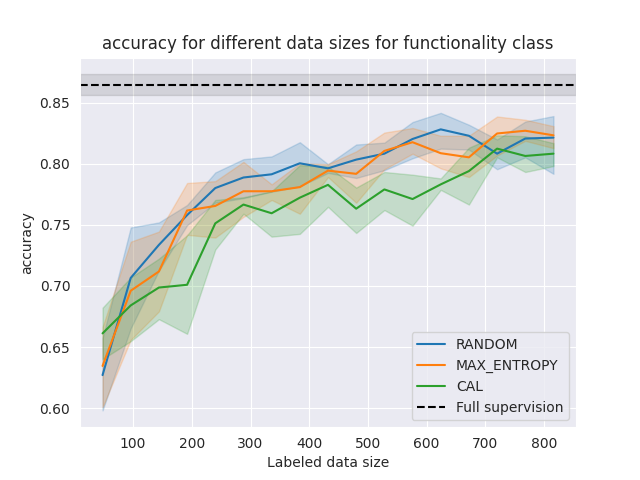 accuracy for different data sizes for functionality class
0.85
0.80
0.75
0.70
0.65
0.60
accuracy
RANDOM
MAX_ENTROPY
CAL
Full supervision
100 200 300 400 500 600 700 800
Labeled data size